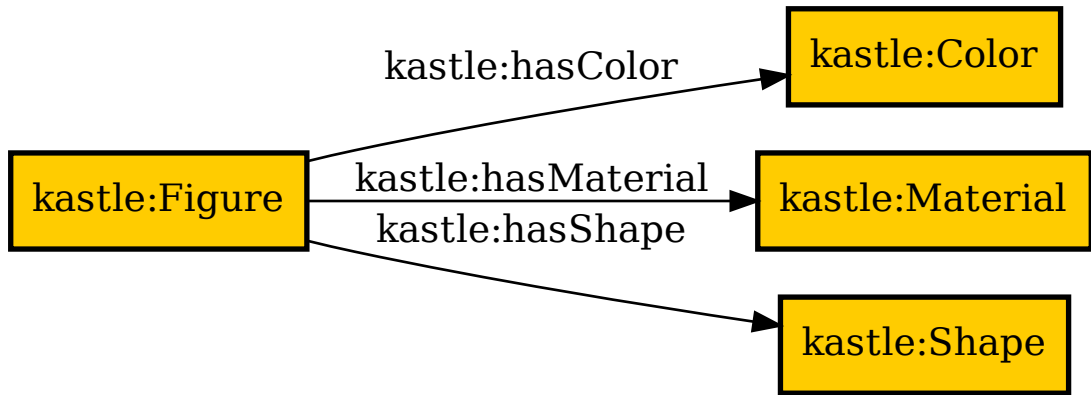 kastle:Color
kastle:hasColor
kastle:Figure
kastle:hasMaterial
kastle:Material
kastle:hasShape
kastle:Shape